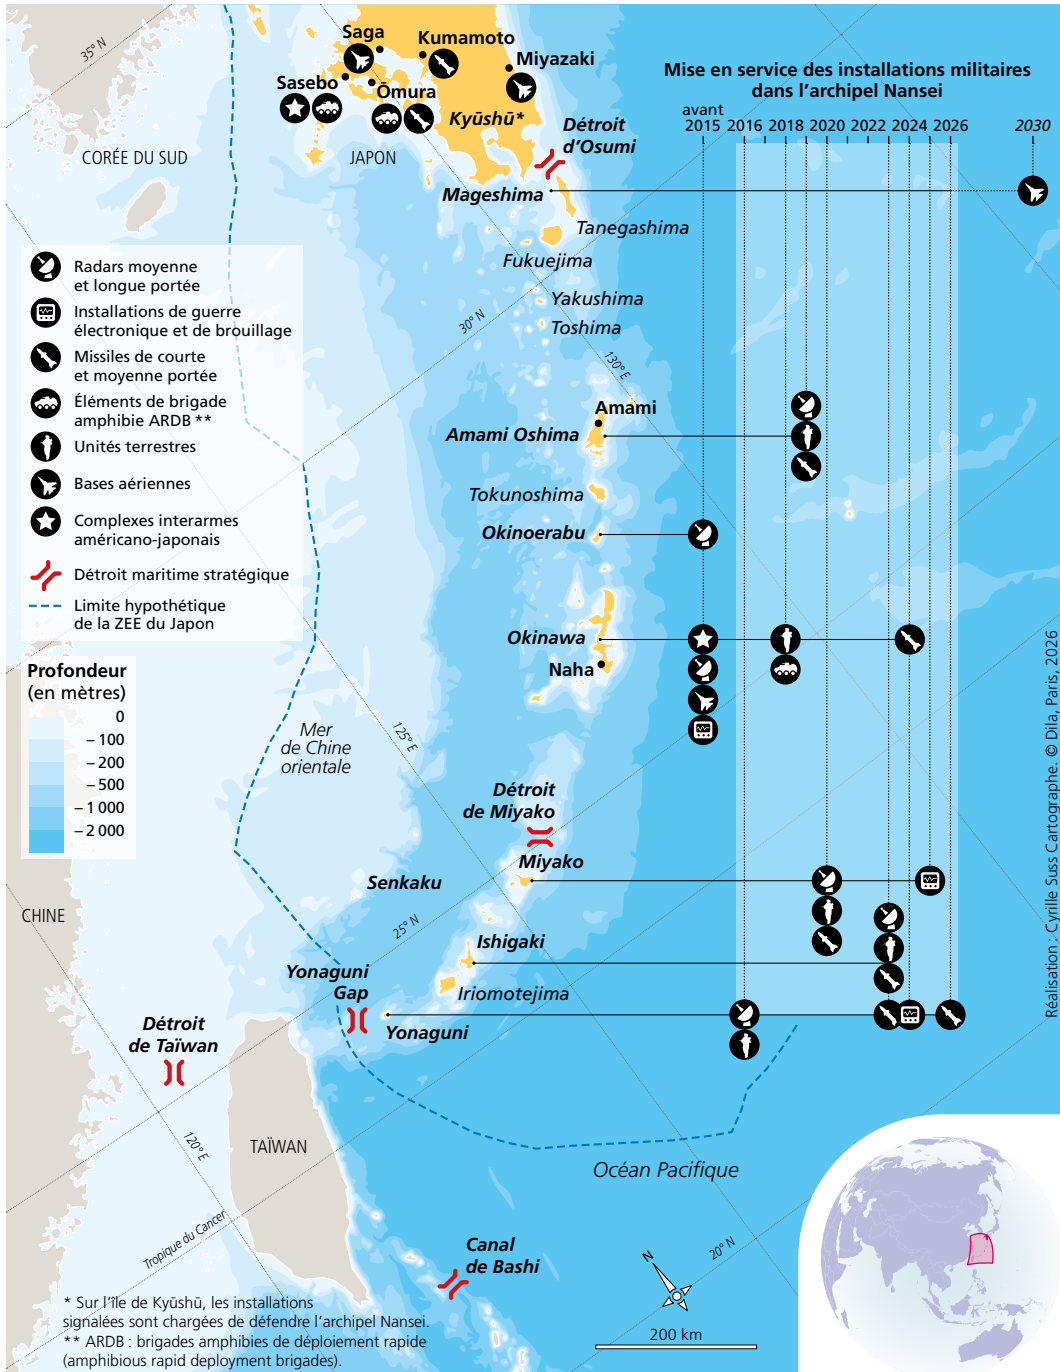 35° N
Saga
Kumamoto
Miyazaki
Sasebo
Ōmura
Kyūshū*
CORÉE DU SUD
JAPON
Détroit
d'Osumi
Mise en service des installations militaires
dans l'archipel Nansei
avant
2015 2016 2018 2020 2022 2024 2026 2030
Mageshima
Tanegashima
Fukuejima
Yakushima
Toshima
30° N
130° E
Radars moyenne
et longue portée
Installations de guerre
électronique et de brouillage
Missiles de courte
et moyenne portée
Éléments de brigade
amphibie ARDB **
Unités terrestres
Bases aériennes
Complexes interarmes
américano-japonais
Détroit maritime stratégique
Limite hypothétique
de la ZEE du Japon
Amami
Amami Oshima
Tokunoshima
Okinoerabu
Okinawa
Naha
Profondeur
(en mètres)
0
– 100
– 200
– 500
– 1 000
– 2 000
Mer
de Chine
orientale
125° E
Détroit
de Miyako
Miyako
Senkaku
25° N
CHINE
Ishigaki
Yonaguni
Gap
Iriomotejima
Yonaguni
Détroit
de Taïwan
120° E
TAÏWAN
Océan Pacifique
Tropique du Cancer
Canal
de Bashi
20° N
N
200 km
* Sur l'île de Kyūshū, les installations
signalées sont chargées de défendre l'archipel Nansei.
** ARDB : brigades amphibies de déploiement rapide
(amphibious rapid deployment brigades).
Réalisation : Cyrille Suss Cartographe. © Dila, Paris, 2026